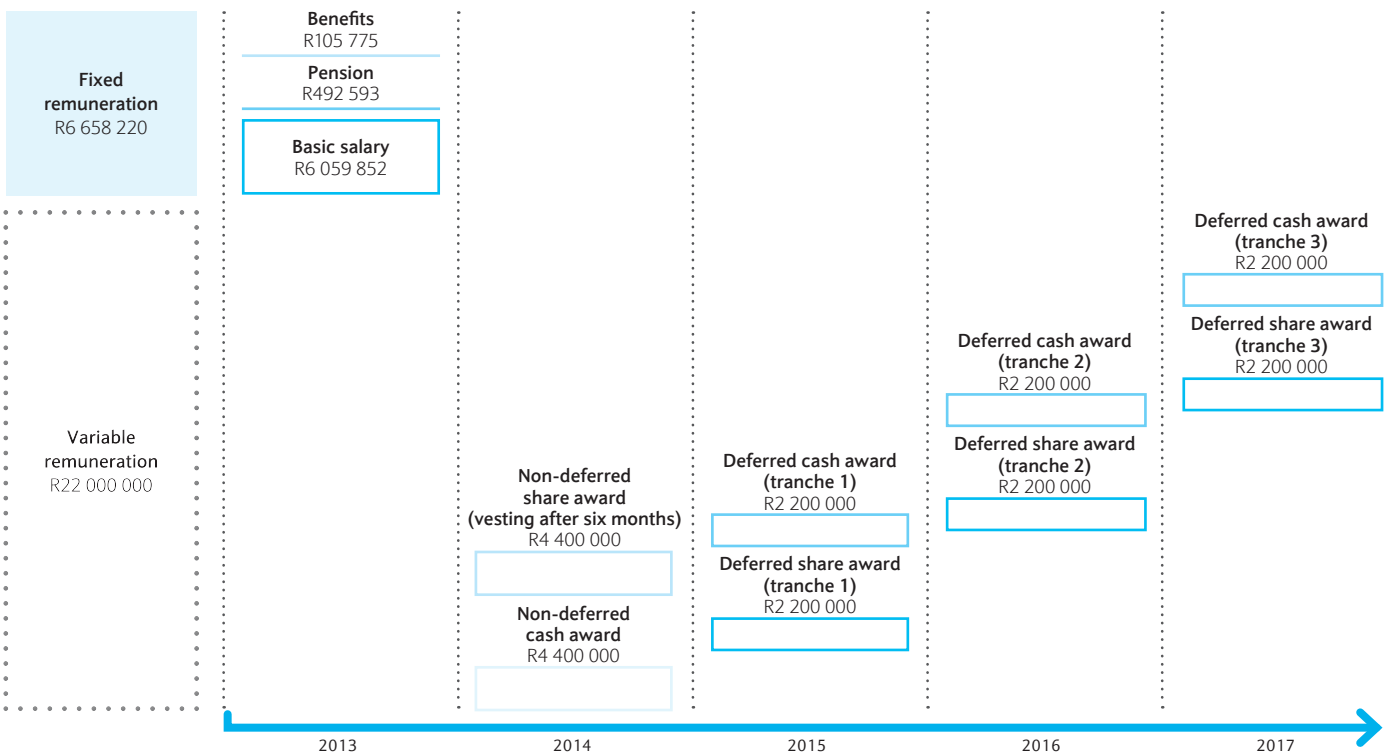 Fixed
remuneration
R6 658 220
Benefits
R105 775
Pension
R492 593
Basic salary
R6 059 852
Variable
remuneration
R22 000 000
Non-deferred
share award
(vesting after six months)
R4 400 000
Non-deferred
cash award
R4 400 000
Deferred cash award
(tranche 1)
R2 200 000
Deferred share award
(tranche 1)
R2 200 000
Deferred cash award
(tranche 2)
R2 200 000
Deferred share award
(tranche 2)
R2 200 000
Deferred cash award
(tranche 3)
R2 200 000
Deferred share award
(tranche 3)
R2 200 000
2013
2014
2015
2016
2017